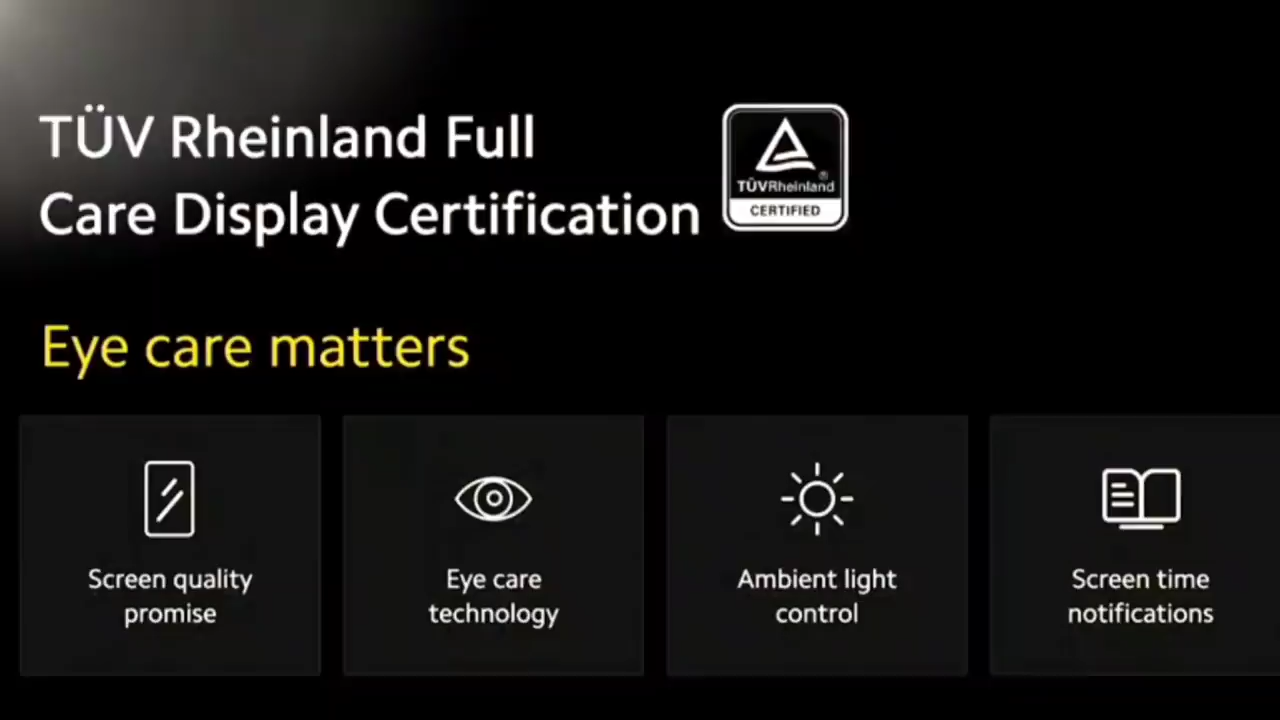 TÜV Rheinland Full
Care Display Certification
TÜVRheinland®
CERTIFIED
Eye care matters
Screen quality
promise
Eye care
technology
Ambient light
control
Screen time
notifications